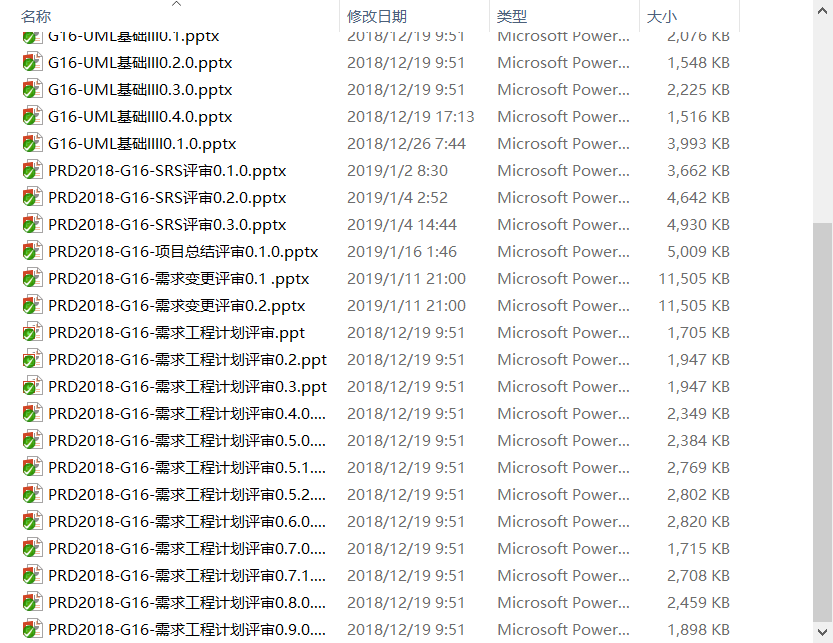 名称 修改日期 类型 大小
G16-UML基础III0.1.pptx 2018/12/19 9:51 Microsoft Power... 2,076 KB
G16-UML基础III0.2.0.pptx 2018/12/19 9:51 Microsoft Power... 1,548 KB
G16-UML基础III0.3.0.pptx 2018/12/19 9:51 Microsoft Power... 2,225 KB
G16-UML基础III0.4.0.pptx 2018/12/19 17:13 Microsoft Power... 1,516 KB
G16-UML基础IIII0.1.0.pptx 2018/12/26 7:44 Microsoft Power... 3,993 KB
PRD2018-G16-SRS评审0.1.0.pptx 2019/1/2 8:30 Microsoft Power... 3,662 KB
PRD2018-G16-SRS评审0.2.0.pptx 2019/1/4 2:52 Microsoft Power... 4,642 KB
PRD2018-G16-SRS评审0.3.0.pptx 2019/1/4 14:44 Microsoft Power... 4,930 KB
PRD2018-G16-项目总结评审0.1.0.pptx 2019/1/16 1:46 Microsoft Power... 5,009 KB
PRD2018-G16-需求变更评审0.1 .pptx 2019/1/11 21:00 Microsoft Power... 11,505 KB
PRD2018-G16-需求变更评审0.2.pptx 2019/1/11 21:00 Microsoft Power... 11,505 KB
PRD2018-G16-需求工程计划评审.ppt 2018/12/19 9:51 Microsoft Power... 1,705 KB
PRD2018-G16-需求工程计划评审0.2.ppt 2018/12/19 9:51 Microsoft Power... 1,947 KB
PRD2018-G16-需求工程计划评审0.3.ppt 2018/12/19 9:51 Microsoft Power... 1,947 KB
PRD2018-G16-需求工程计划评审0.4.0.... 2018/12/19 9:51 Microsoft Power... 2,349 KB
PRD2018-G16-需求工程计划评审0.5.0.... 2018/12/19 9:51 Microsoft Power... 2,384 KB
PRD2018-G16-需求工程计划评审0.5.1.... 2018/12/19 9:51 Microsoft Power... 2,769 KB
PRD2018-G16-需求工程计划评审0.5.2.... 2018/12/19 9:51 Microsoft Power... 2,802 KB
PRD2018-G16-需求工程计划评审0.6.0.... 2018/12/19 9:51 Microsoft Power... 2,820 KB
PRD2018-G16-需求工程计划评审0.7.0.... 2018/12/19 9:51 Microsoft Power... 1,715 KB
PRD2018-G16-需求工程计划评审0.7.1.... 2018/12/19 9:51 Microsoft Power... 2,708 KB
PRD2018-G16-需求工程计划评审0.8.0.... 2018/12/19 9:51 Microsoft Power... 2,459 KB
PRD2018-G16-需求工程计划评审0.9.0.... 2018/12/19 9:51 Microsoft Power... 1,898 KB